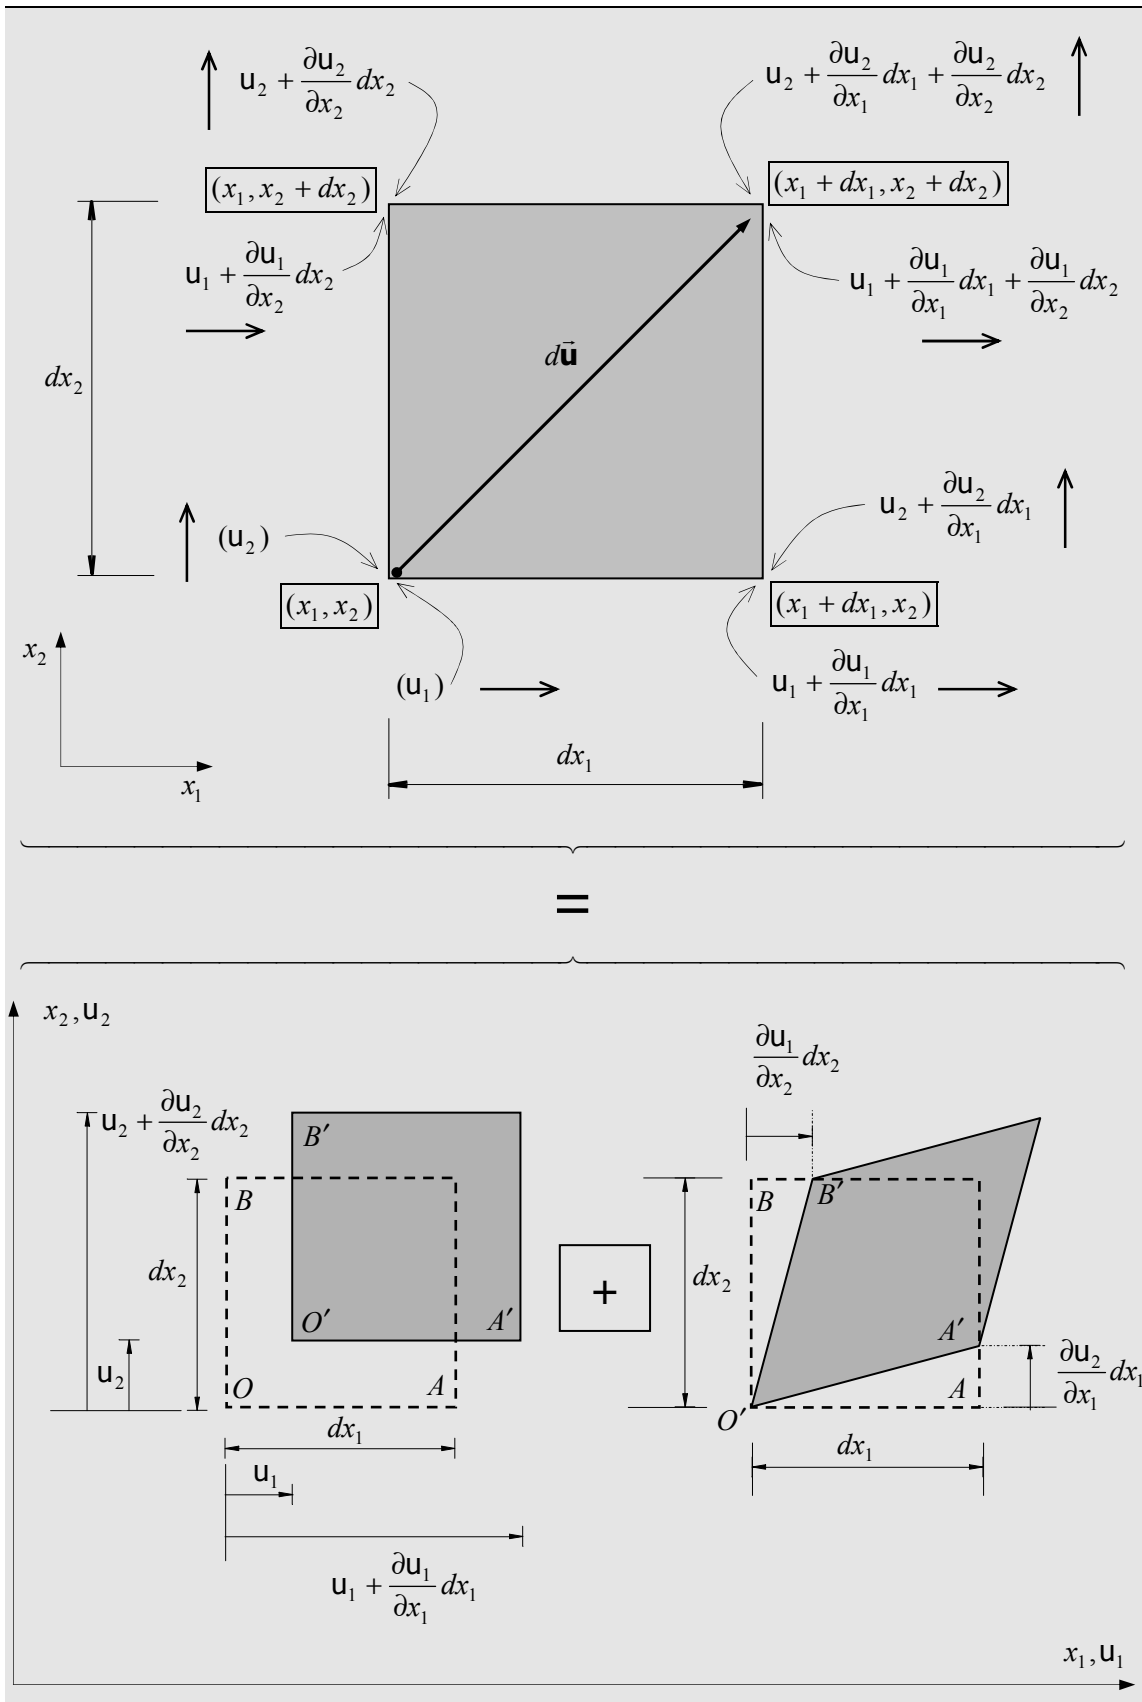 u₂ + ∂u₂/∂x₂ dx₂
u₂ + ∂u₂/∂x₁ dx₁ + ∂u₂/∂x₂ dx₂
(x₁, x₂ + dx₂)
(x₁ + dx₁, x₂ + dx₂)
u₁ + ∂u₁/∂x₂ dx₂
u₁ + ∂u₁/∂x₁ dx₁ + ∂u₁/∂x₂ dx₂
du⃗
dx₂
(u₂)
u₂ + ∂u₂/∂x₁ dx₁
(x₁, x₂)
(x₁ + dx₁, x₂)
x₂
(u₁)
u₁ + ∂u₁/∂x₁ dx₁
dx₁
x₁
=
x₂, u₂
∂u₁/∂x₂ dx₂
u₂ + ∂u₂/∂x₂ dx₂
B′
B
B
B′
dx₂
dx₂
+
O′
A′
A′
u₂
O
A
A
∂u₂/∂x₁ dx₁
O′
dx₁
dx₁
u₁
u₁ + ∂u₁/∂x₁ dx₁
x₁, u₁